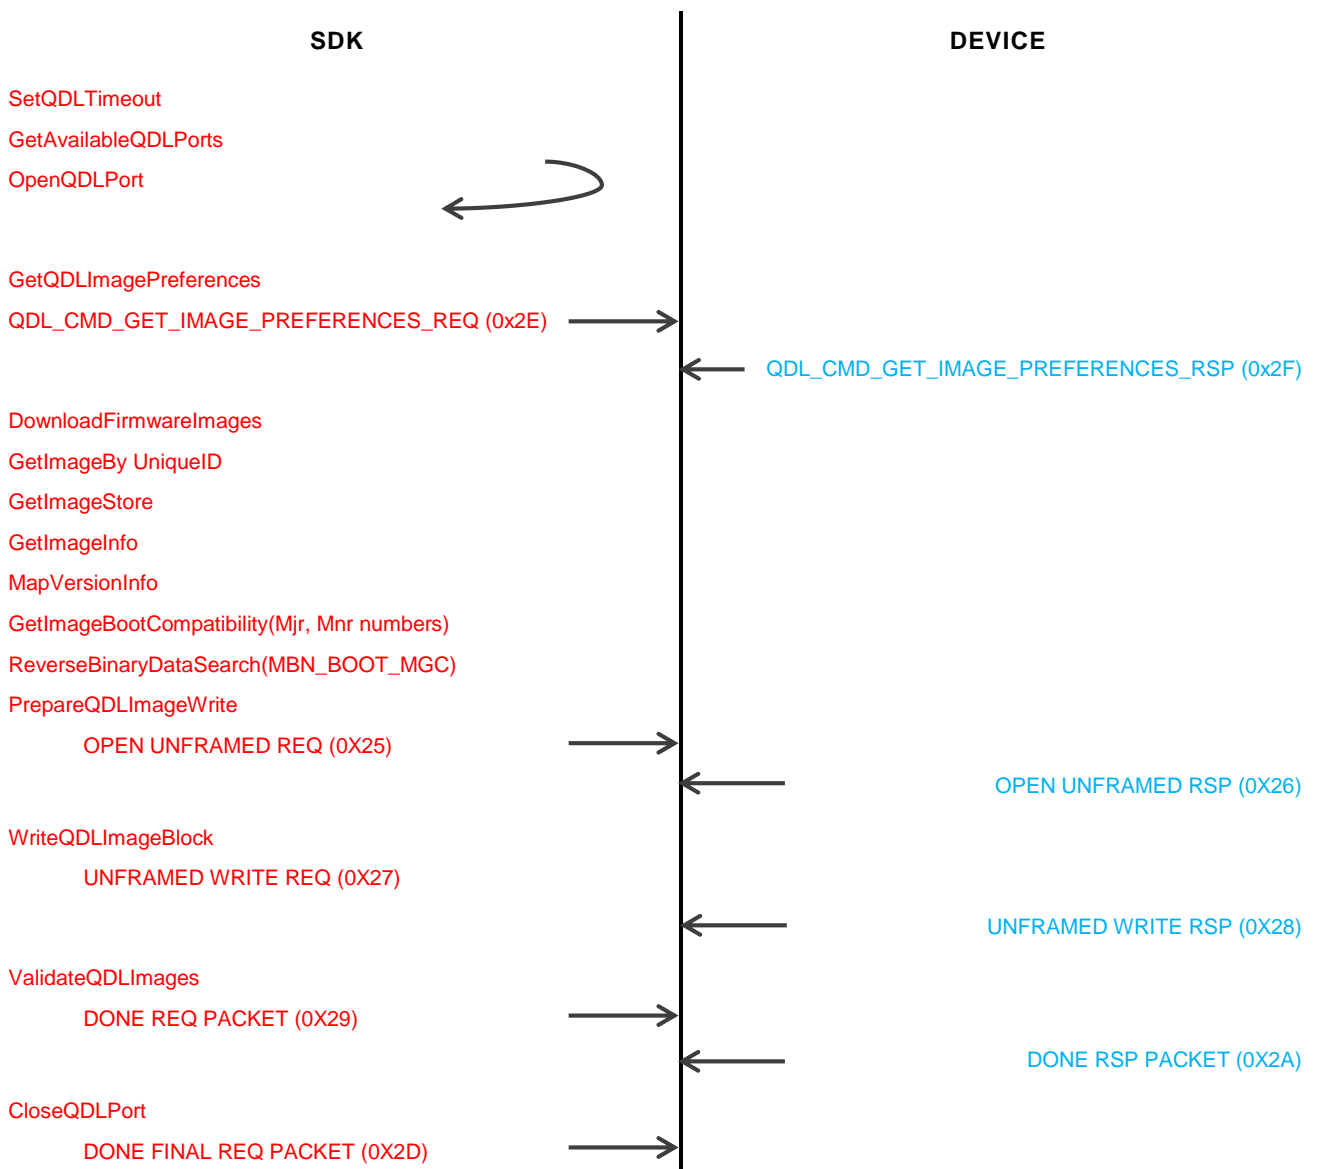 SDK
DEVICE
SetQDLTimeout
GetAvailableQDLPorts
OpenQDLPort
GetQDLImagePreferences
QDL_CMD_GET_IMAGE_PREFERENCES_REQ (0x2E)
QDL_CMD_GET_IMAGE_PREFERENCES_RSP (0x2F)
DownloadFirmwareImages
GetImageBy UniqueID
GetImageStore
GetImageInfo
MapVersionInfo
GetImageBootCompatibility(Mjr, Mnr numbers)
ReverseBinaryDataSearch(MBN_BOOT_MGC)
PrepareQDLImageWrite
OPEN UNFRAMED REQ (0X25)
OPEN UNFRAMED RSP (0X26)
WriteQDLImageBlock
UNFRAMED WRITE REQ (0X27)
UNFRAMED WRITE RSP (0X28)
ValidateQDLImages
DONE REQ PACKET (0X29)
DONE RSP PACKET (0X2A)
CloseQDLPort
DONE FINAL REQ PACKET (0X2D)